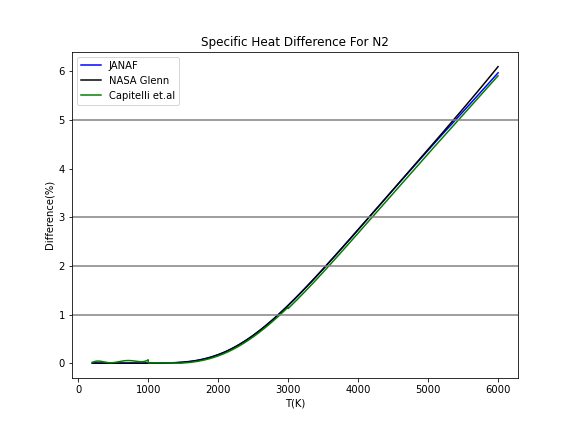 Specific Heat Difference For N2
JANAF
NASA Glenn
Capitelli et.al
Difference(%)
6
5
4
3
2
1
0
0 1000 2000 3000 4000 5000 6000
T(K)